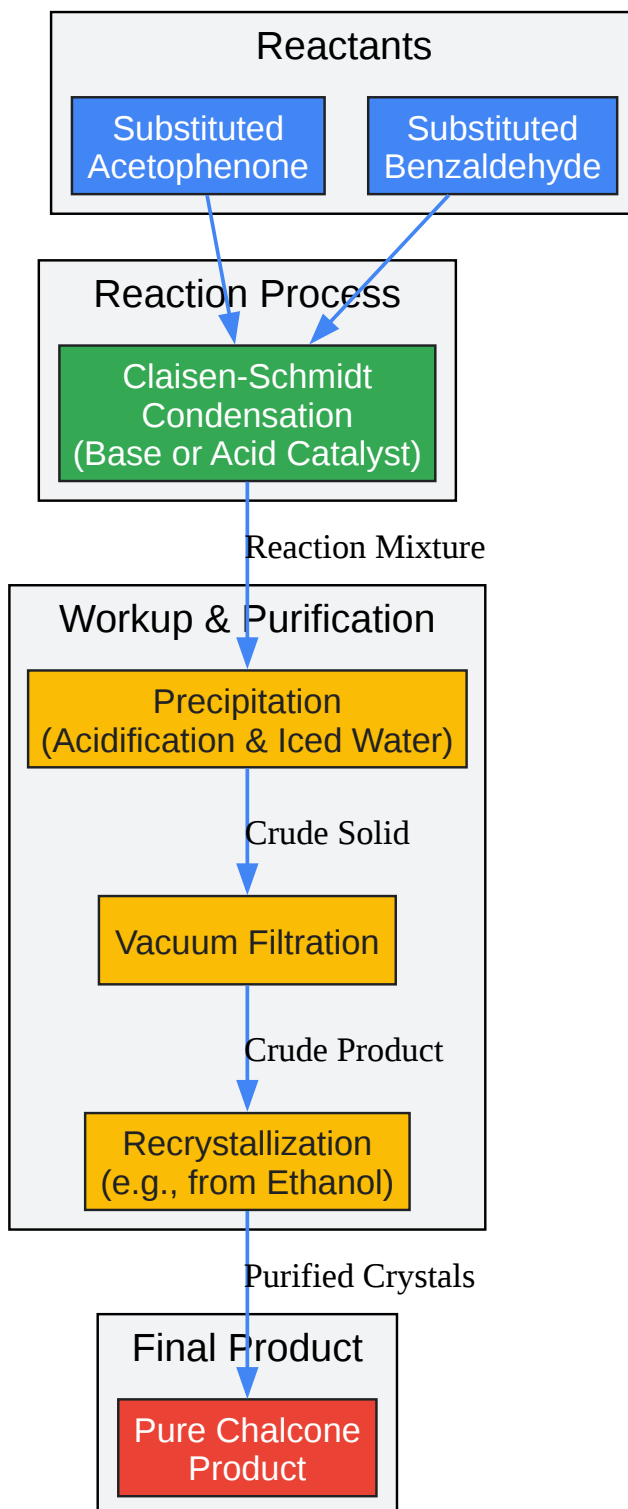 Reactants
Substituted
Acetophenone
Substituted
Benzaldehyde
Reaction Process
Claisen-Schmidt
Condensation
(Base or Acid Catalyst)
Reaction Mixture
Workup & Purification
Precipitation
(Acidification & Iced Water)
Crude Solid
Vacuum Filtration
Crude Product
Recrystallization
(e.g., from Ethanol)
Purified Crystals
Final Product
Pure Chalcone
Product